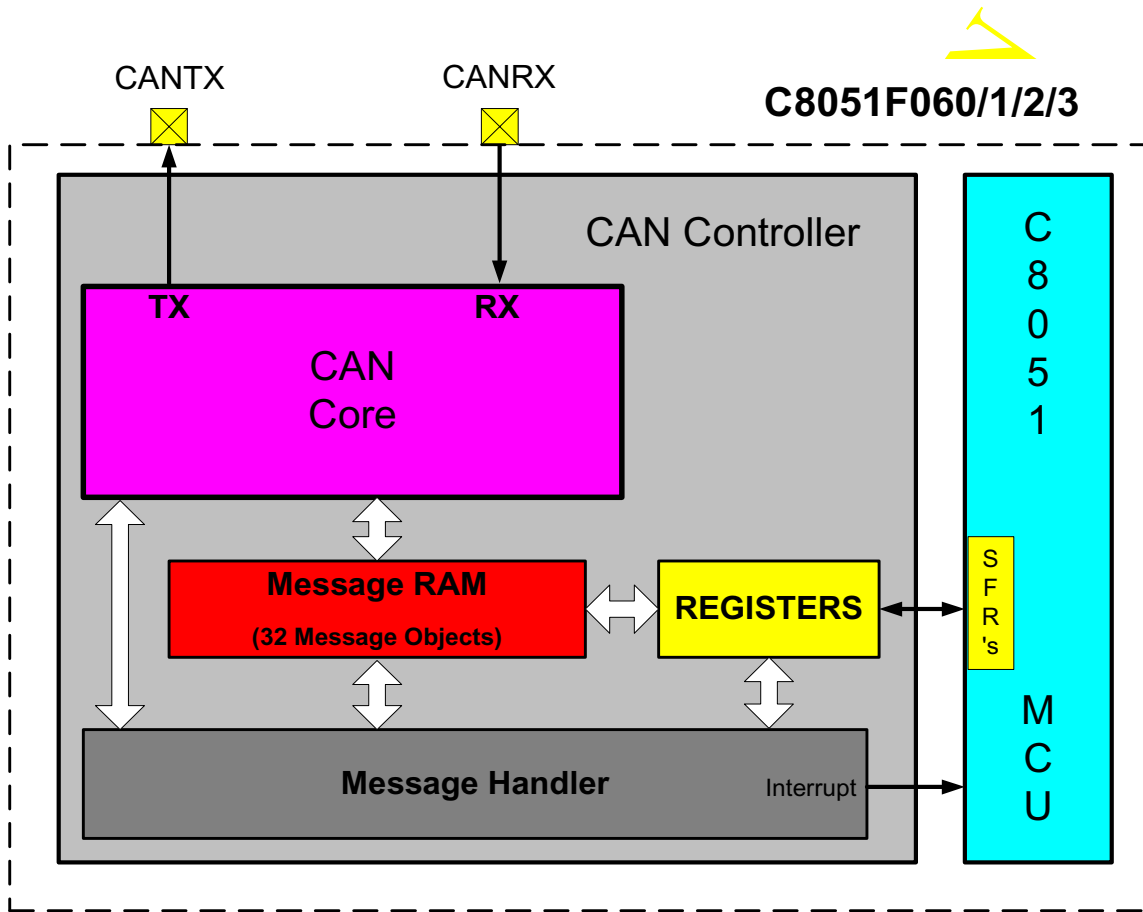 CANTX
CANRX
C8051F060/1/2/3
CAN Controller
TX
RX
CAN
Core
Message RAM
(32 Message Objects)
REGISTERS
Message Handler
Interrupt
C
8
0
5
1
S
F
R
's
M
C
U